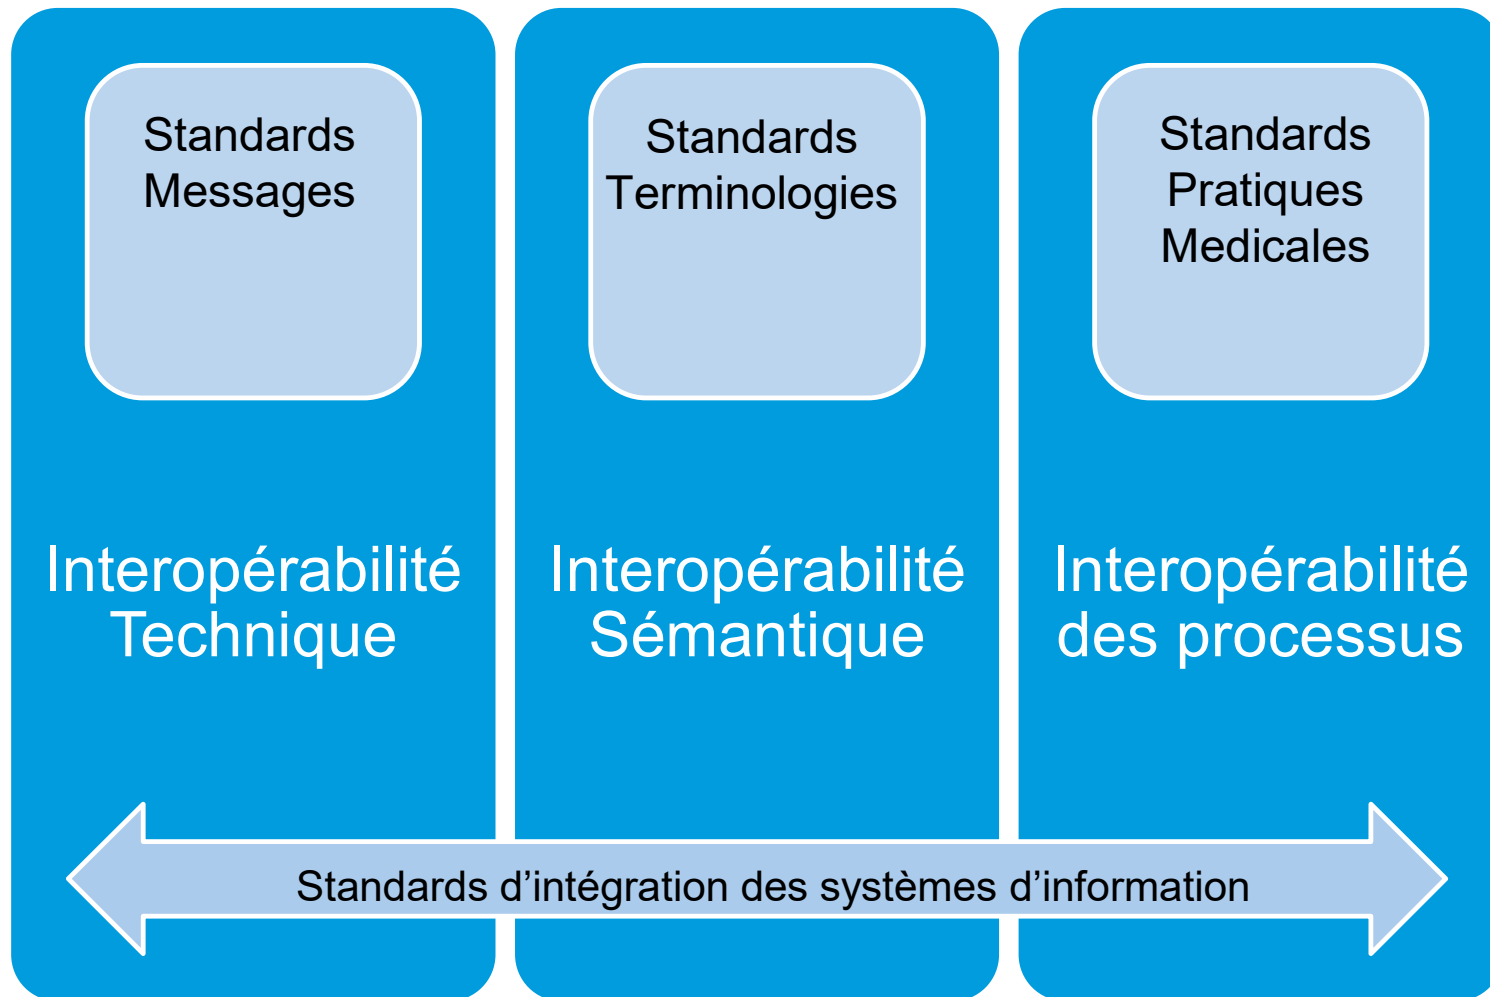 Standards
Messages
Standards
Terminologies
Standards
Pratiques
Medicales
Interopérabilité
Technique
Interopérabilité
Sémantique
Interopérabilité
des processus
Standards d’intégration des systèmes d’information